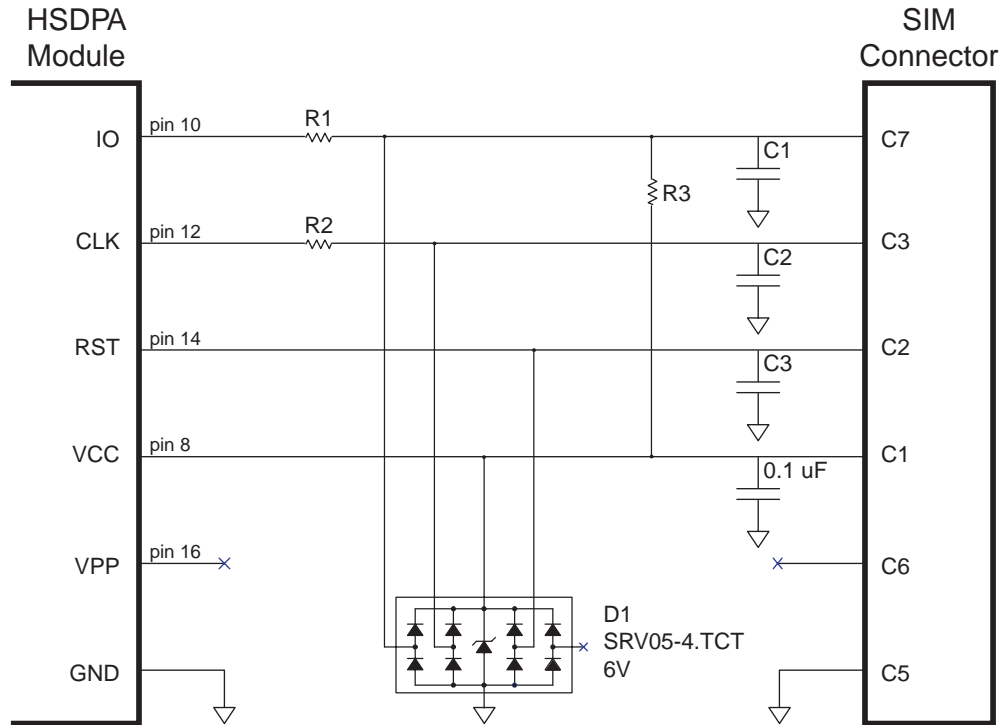 HSDPA
Module
SIM
Connector
IO
pin 10
R1
C1
C7
R3
CLK
pin 12
R2
C2
C3
RST
pin 14
C3
C2
VCC
pin 8
0.1 uF
C1
VPP
pin 16
C6
D1
SRV05-4.TCT
6V
GND
C5